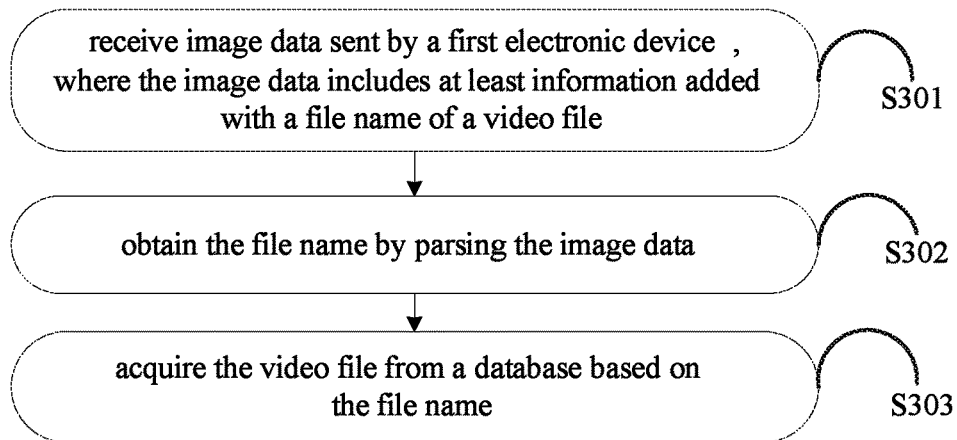 receive image data sent by a first electronic device ,
where the image data includes at least information added
with a file name of a video file
S301
obtain the file name by parsing the image data
S302
acquire the video file from a database based on
the file name
S303